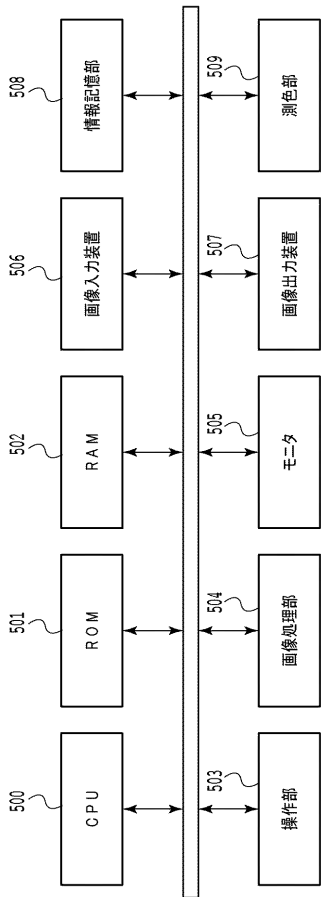 500
CPU
501
ROM
502
RAM
506
画像入力装置
508
情報記憶部
503
操作部
504
画像処理部
505
モニタ
507
画像出力装置
509
測色部